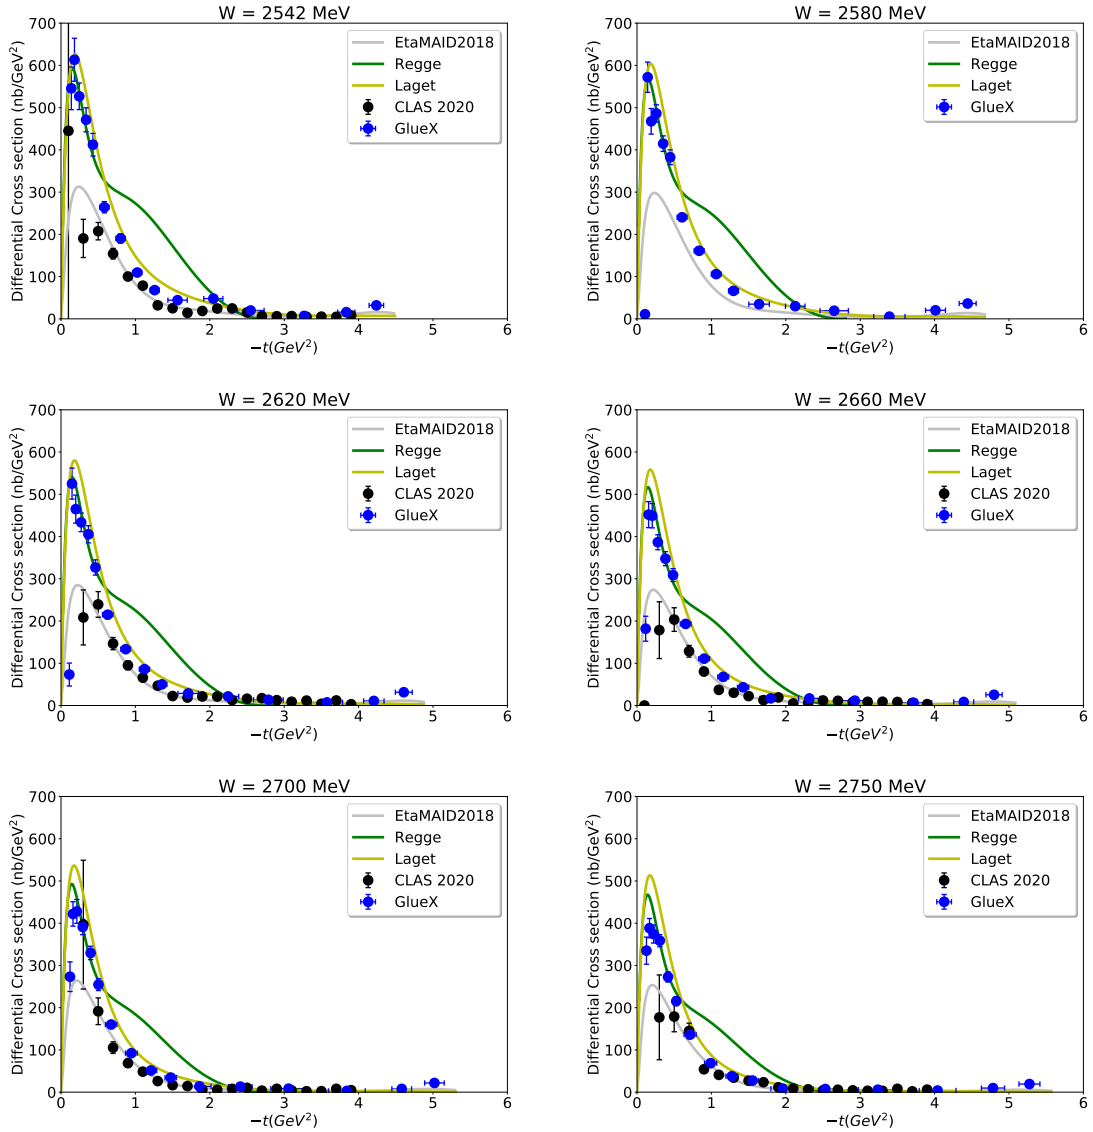 W = 2542 MeV
Differential Cross section (nb/GeV²)
700
600
500
400
300
200
100
0
EtaMAID2018
Regge
Laget
CLAS 2020
GlueX
0 1 2 3 4 5 6
−t(GeV²)
W = 2580 MeV
Differential Cross section (nb/GeV²)
700
600
500
400
300
200
100
0
EtaMAID2018
Regge
Laget
GlueX
0 1 2 3 4 5 6
−t(GeV²)
W = 2620 MeV
Differential Cross section (nb/GeV²)
700
600
500
400
300
200
100
0
EtaMAID2018
Regge
Laget
CLAS 2020
GlueX
0 1 2 3 4 5 6
−t(GeV²)
W = 2660 MeV
Differential Cross section (nb/GeV²)
700
600
500
400
300
200
100
0
EtaMAID2018
Regge
Laget
CLAS 2020
GlueX
0 1 2 3 4 5 6
−t(GeV²)
W = 2700 MeV
Differential Cross section (nb/GeV²)
700
600
500
400
300
200
100
0
EtaMAID2018
Regge
Laget
CLAS 2020
GlueX
0 1 2 3 4 5 6
−t(GeV²)
W = 2750 MeV
Differential Cross section (nb/GeV²)
700
600
500
400
300
200
100
0
EtaMAID2018
Regge
Laget
CLAS 2020
GlueX
0 1 2 3 4 5 6
−t(GeV²)